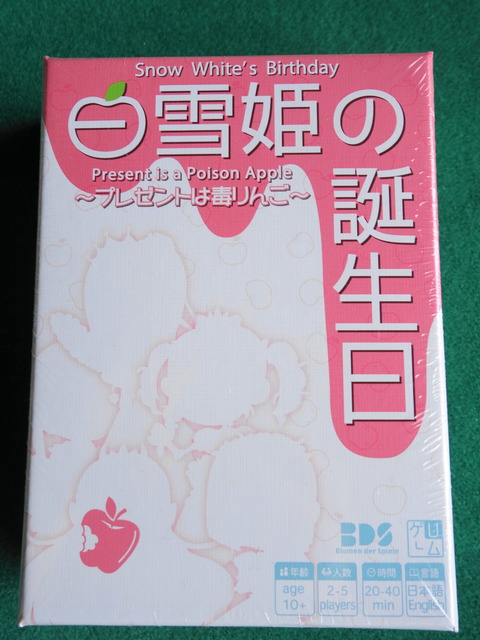 Snow White's Birthday
白雪姫の誕生日
Present is a Poison Apple
～プレゼントは毒りんご～
BDS
Blumen der Spiele
ゲーム
年齢
age
10+
人数
2-5
players
時間
20-40
min
言語
日本語
English